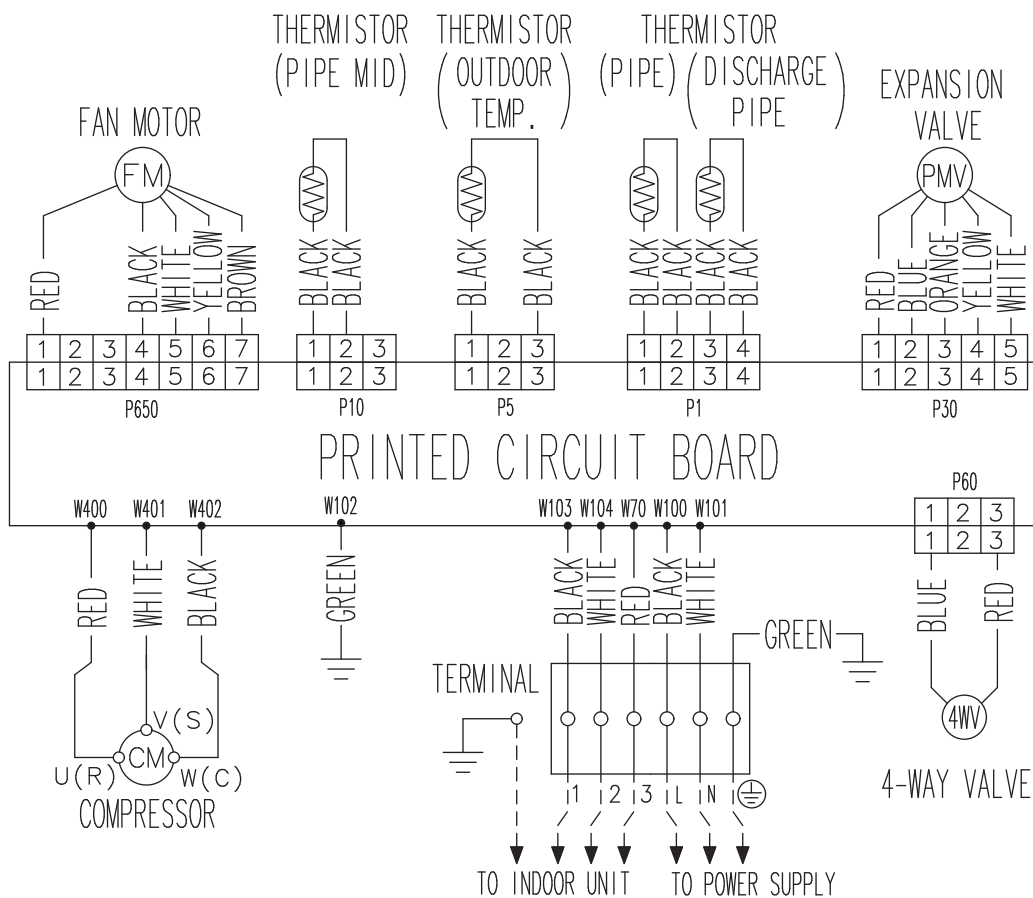 THERMISTOR THERMISTOR THERMISTOR
(PIPE MID) (OUTDOOR TEMP.) (PIPE) (DISCHARGE PIPE)
EXPANSION
VALVE
FAN MOTOR
FM
PMV
RED BLACK WHITE YELLOW BROWN
BLACK BLACK
BLACK BLACK
BLACK BLACK BLACK BLACK
RED BLUE ORANGE YELLOW WHITE
1 2 3 4 5 6 7 1 2 3 1 2 3 1 2 3 4 1 2 3 4 5
1 2 3 4 5 6 7 1 2 3 1 2 3 1 2 3 4 1 2 3 4 5
P650 P10 P5 P1 P30
PRINTED CIRCUIT BOARD
P60
W400 W401 W402 W102 W103 W104 W70 W100 W101
1 2 3
1 2 3
RED WHITE BLACK GREEN BLACK WHITE RED BLACK WHITE BLUE RED
GREEN
TERMINAL
V(S)
CM
U(R) W(C)
COMPRESSOR
4WV
4-WAY VALVE
1 2 3 L N
TO INDOOR UNIT TO POWER SUPPLY